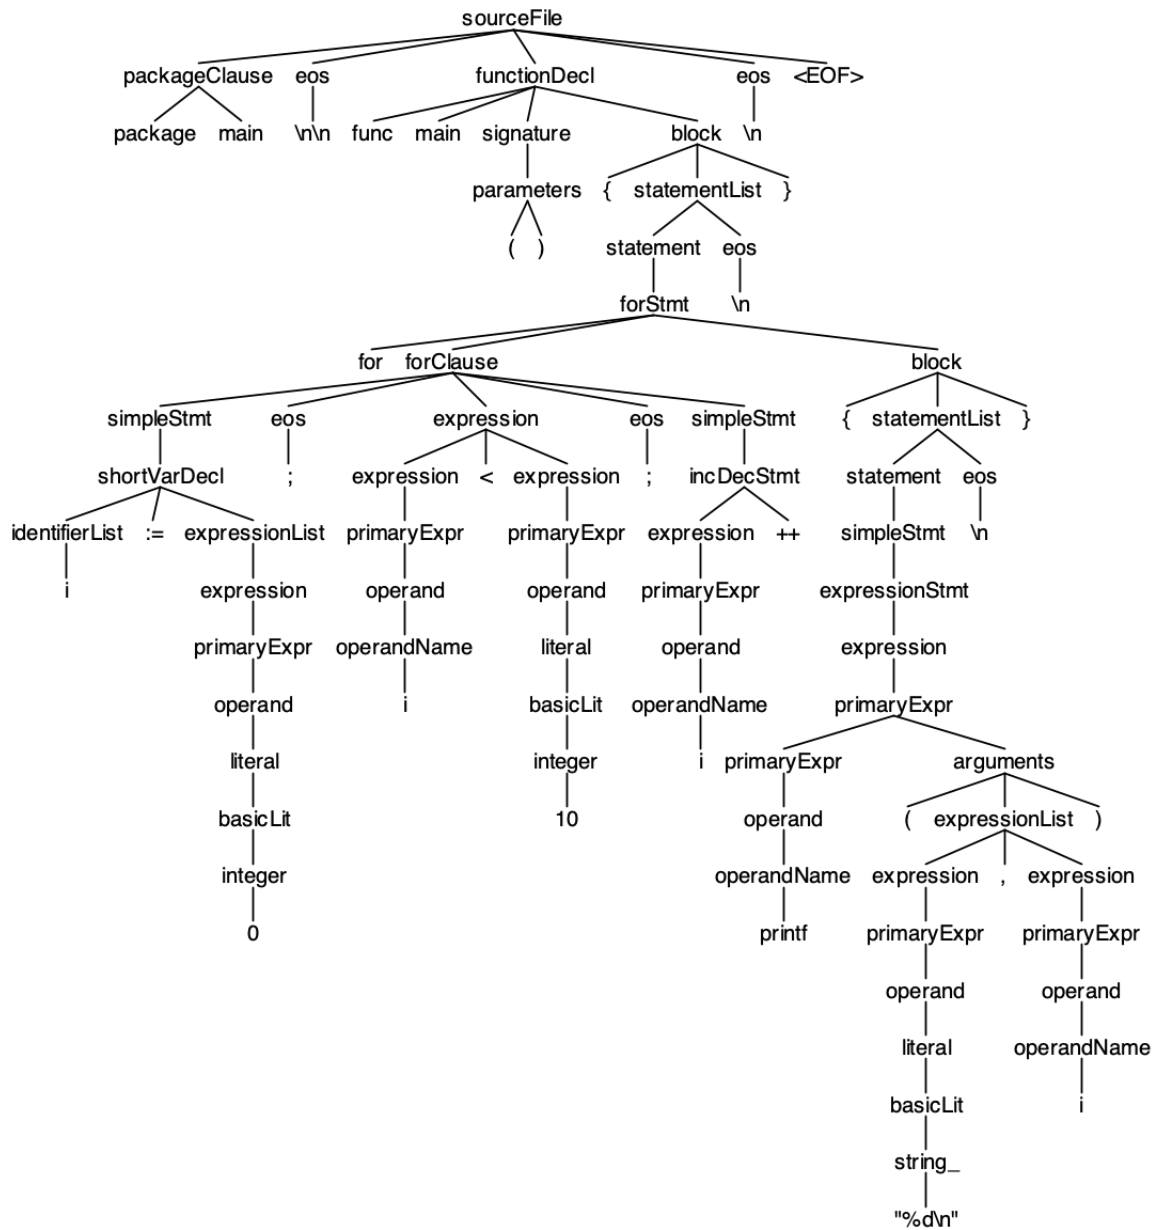 sourceFile
packageClause eos functionDecl eos <EOF>
package main \n\n func main signature block \n
parameters { statementList }
( ) statement eos
forStmt \n
for forClause block
simpleStmt eos expression eos simpleStmt { statementList }
shortVarDecl ; expression < expression ; incDecStmt statement eos
identifierList := expressionList primaryExpr primaryExpr expression ++ simpleStmt \n
i expression operand operand primaryExpr expressionStmt
primaryExpr operandName literal operand expression
operand i basicLit operandName primaryExpr
literal integer i primaryExpr arguments
basicLit 10 operand ( expressionList )
integer operandName expression , expression
0 printf primaryExpr primaryExpr
operand operand
literal operandName
basicLit i
string_
"%d\n"